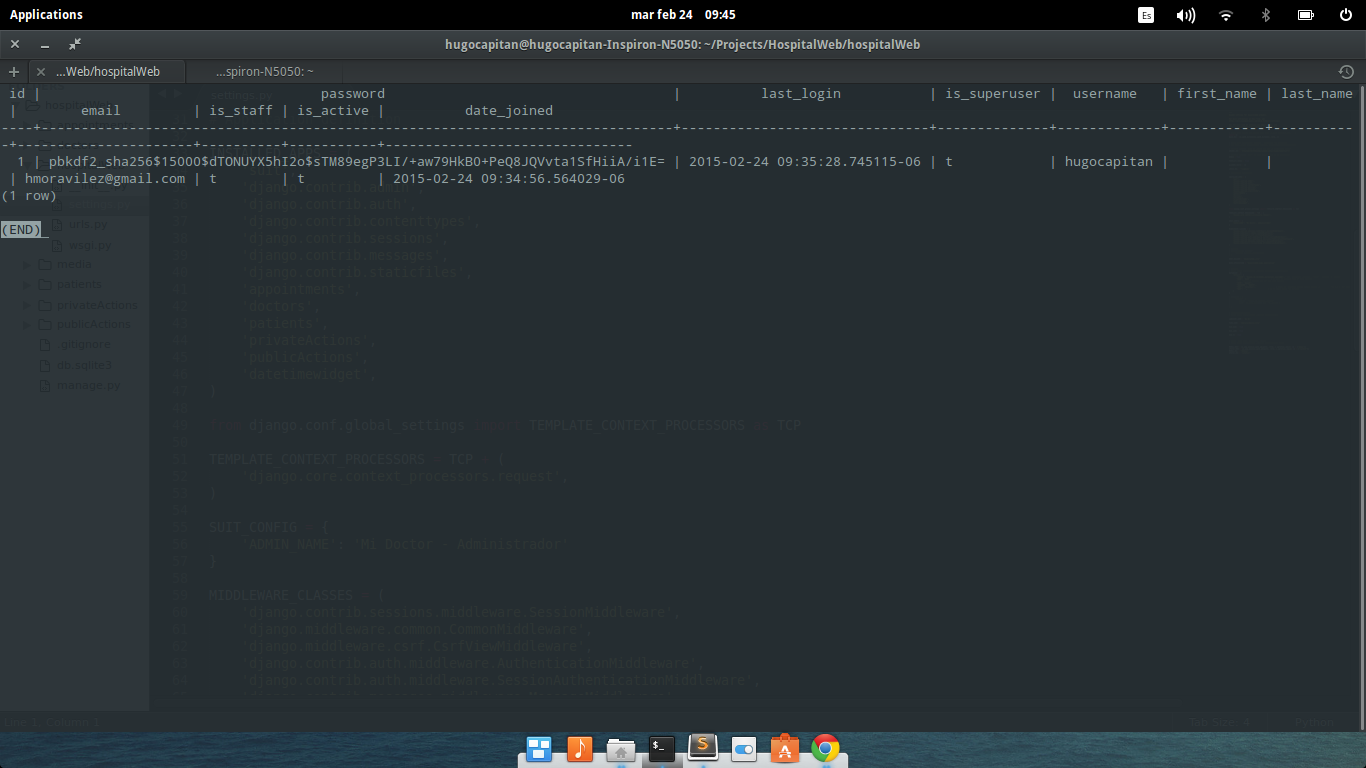 Applications
mar feb 24 09:45
Es
hugocapitan@hugocapitan-Inspiron-N5050: ~/Projects/HospitalWeb/hospitalWeb
...Web/hospitalWeb
...spiron-N5050: ~
id | password | last_login | is_superuser | username | first_name | last_name
| email | is_staff | is_active | date_joined
1 | pbkdf2_sha256$15000$dTONUYX5hI2o$sTM89egP3LI/+aw79HkBO+PeQ8JQVvta1SfHiiA/i1E= | 2015-02-24 09:35:28.745115-06 | t | hugocapitan | |
| hmoravilez@gmail.com | t | t | 2015-02-24 09:34:56.564029-06
(1 row)
(END)
urls.py
wsgi.py
media
patients
privateActions
publicActions
.gitignore
db.sqlite3
manage.py
'django.contrib.admin',
'django.contrib.auth',
'django.contrib.contenttypes',
'django.contrib.sessions',
'django.contrib.messages',
'django.contrib.staticfiles',
'appointments',
'doctors',
'patients',
'privateActions',
'publicActions',
'datetimewidget',
)
from django.conf.global_settings import TEMPLATE_CONTEXT_PROCESSORS as TCP
TEMPLATE_CONTEXT_PROCESSORS = TCP + (
'django.core.context_processors.request',
)
SUIT_CONFIG = {
'ADMIN_NAME': 'Mi Doctor - Administrador'
}
MIDDLEWARE_CLASSES = (
'django.contrib.sessions.middleware.SessionMiddleware',
'django.middleware.common.CommonMiddleware',
'django.middleware.csrf.CsrfViewMiddleware',
'django.contrib.auth.middleware.AuthenticationMiddleware',
'django.contrib.auth.middleware.SessionAuthenticationMiddleware',
Line 1, Column 1
Tab Size: 4
Python